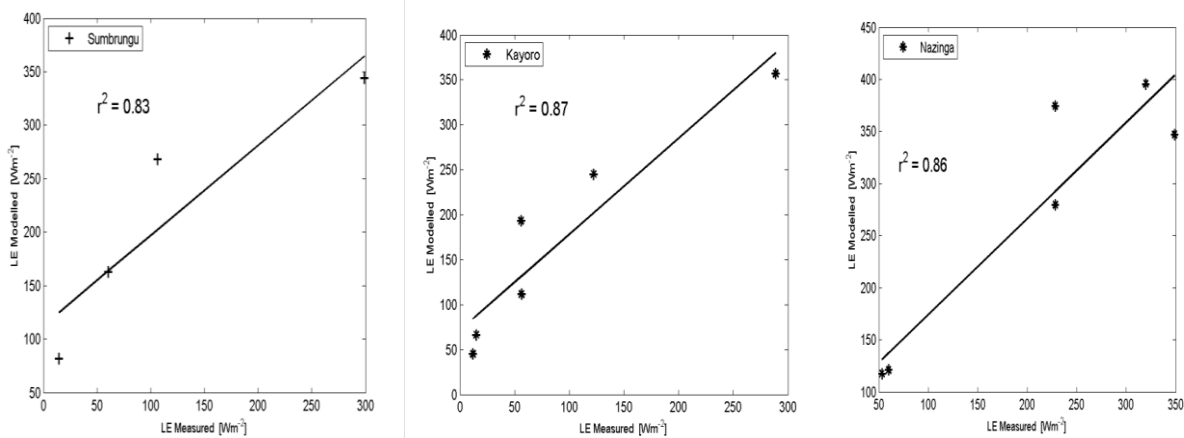 400
350
300
250
200
150
100
50
LE Modelled [Wm⁻²]
Sumbrungu
r² = 0.83
0 50 100 150 200 250 300
LE Measured [Wm⁻²]
400
350
300
250
200
150
100
50
0
LE Modelled [Wm⁻²]
Kayoro
r² = 0.87
0 50 100 150 200 250 300
LE Measured [Wm⁻²]
450
400
350
300
250
200
150
100
LE Modelled [Wm⁻²]
Nazinga
r² = 0.86
50 100 150 200 250 300 350
LE Measured [Wm⁻²]